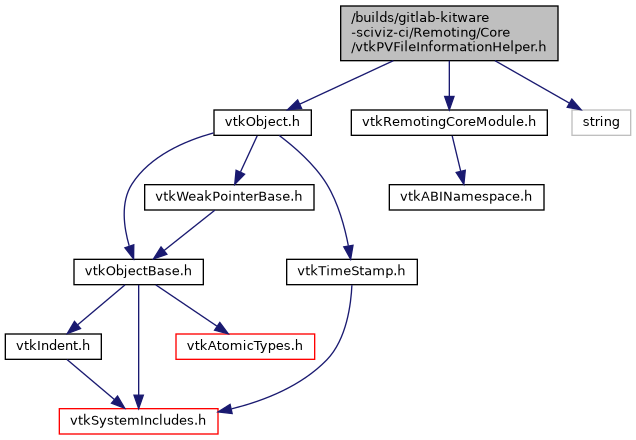 /builds/gitlab-kitware
-sciviz-ci/Remoting/Core
/vtkPVFileInformationHelper.h
vtkObject.h
vtkRemotingCoreModule.h
string
vtkWeakPointerBase.h
vtkABINamespace.h
vtkObjectBase.h
vtkTimeStamp.h
vtkIndent.h
vtkAtomicTypes.h
vtkSystemIncludes.h